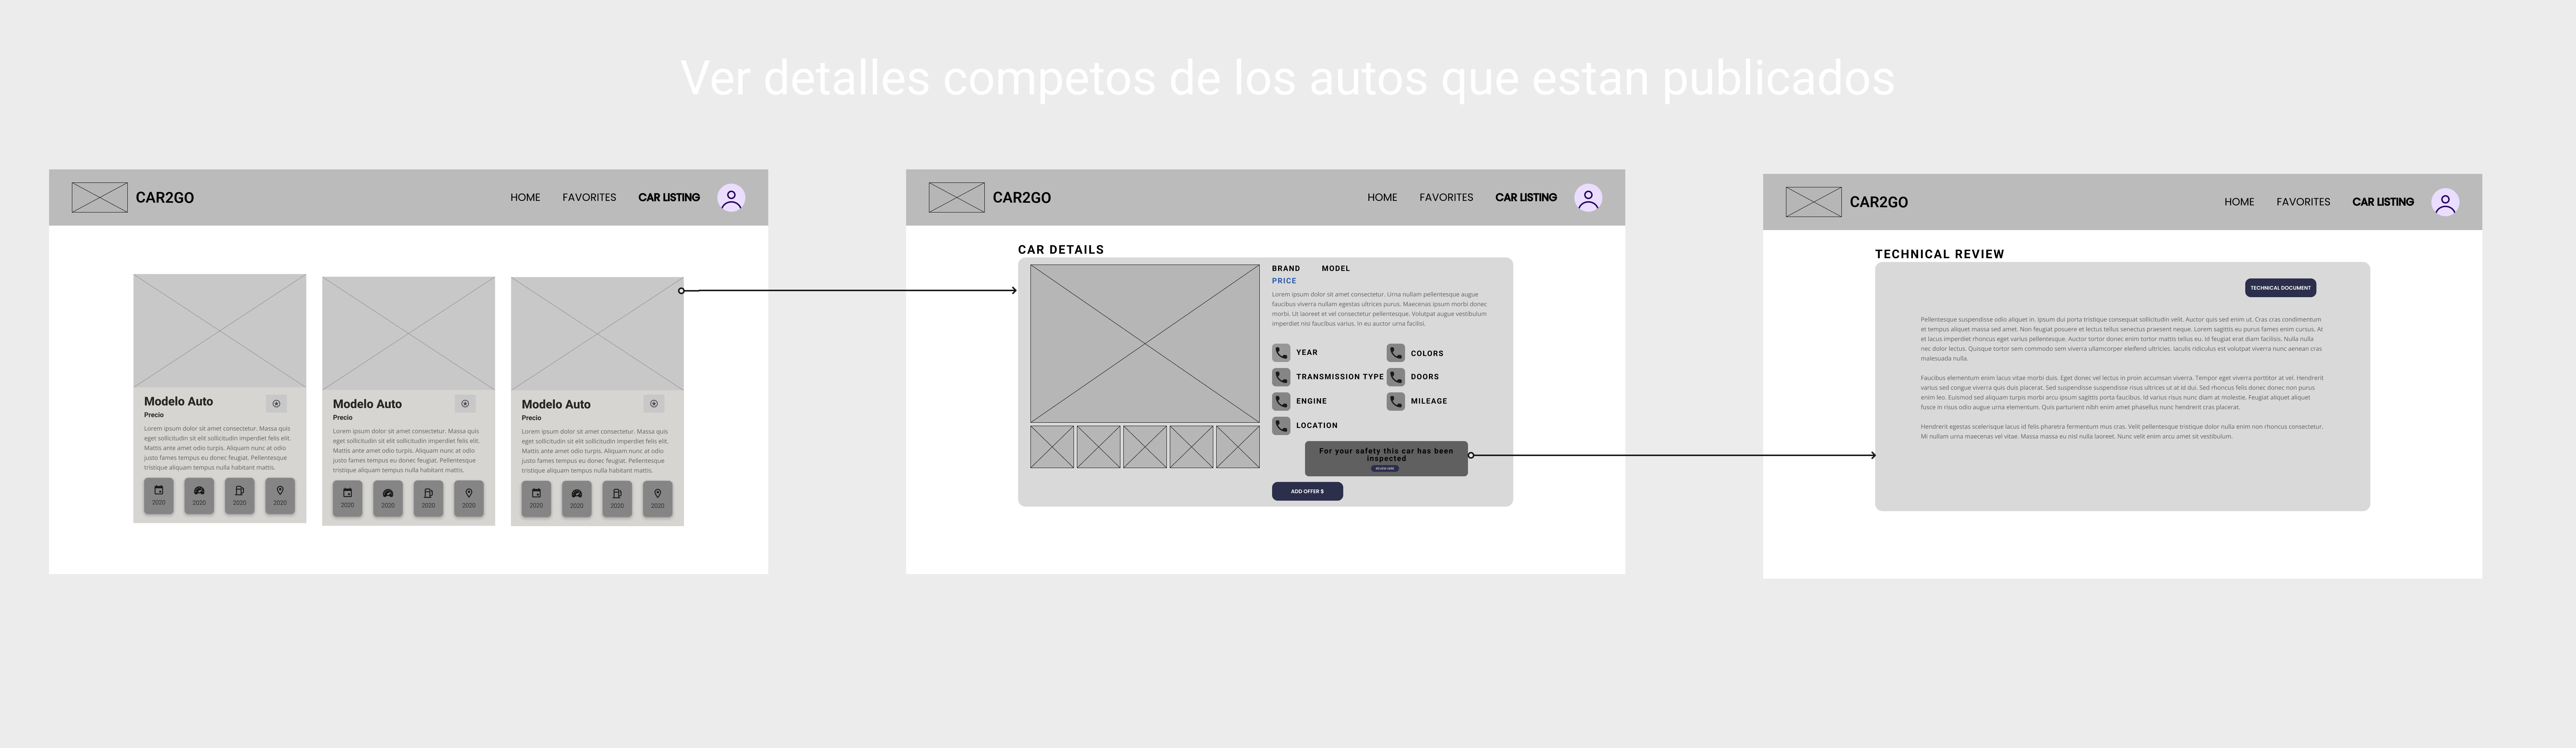 Ver detalles competos de los autos que estan publicados
CAR2GO
HOME
FAVORITES
CAR LISTING
Modelo Auto
Precio
Lorem ipsum dolor sit amet consectetur. Massa quis
eget sollicitudin sit elit sollicitudin imperdiet felis elit.
Mattis ante amet odio turpis. Aliquam nunc at odio
justo fames tempus eu donec feugiat. Pellentesque
tristique aliquam tempus nulla habitant mattis.
2020
2020
2020
2020
Modelo Auto
Precio
Lorem ipsum dolor sit amet consectetur. Massa quis
eget sollicitudin sit elit sollicitudin imperdiet felis elit.
Mattis ante amet odio turpis. Aliquam nunc at odio
justo fames tempus eu donec feugiat. Pellentesque
tristique aliquam tempus nulla habitant mattis.
2020
2020
2020
2020
Modelo Auto
Precio
Lorem ipsum dolor sit amet consectetur. Massa quis
eget sollicitudin sit elit sollicitudin imperdiet felis elit.
Mattis ante amet odio turpis. Aliquam nunc at odio
justo fames tempus eu donec feugiat. Pellentesque
tristique aliquam tempus nulla habitant mattis.
2020
2020
2020
2020
CAR2GO
HOME
FAVORITES
CAR LISTING
CAR DETAILS
BRAND
MODEL
PRICE
Lorem ipsum dolor sit amet consectetur. Urna nullam pellentesque augue
faucibus viverra nullam egestas ultrices purus. Maecenas ipsum morbi donec
morbi. Ut laoreet et vel consectetur pellentesque. Volutpat augue vestibulum
imperdiet nisi faucibus varius. In eu auctor urna facilisi.
YEAR
COLORS
TRANSMISSION TYPE
DOORS
ENGINE
MILEAGE
LOCATION
For your safety this car has been
inspected
REVIEW HERE
ADD OFFER $
CAR2GO
HOME
FAVORITES
CAR LISTING
TECHNICAL REVIEW
TECHNICAL DOCUMENT
Pellentesque suspendisse odio aliquet in. Ipsum dui porta tristique consequat sollicitudin velit. Auctor quis sed enim ut. Cras cras condimentum
et tempus aliquet massa sed amet. Non feugiat posuere et lectus tellus senectus praesent neque. Lorem sagittis eu purus fames enim cursus. At
et lacus imperdiet rhoncus eget varius pellentesque. Auctor tortor donec enim tortor mattis tellus eu. Id feugiat erat diam facilisis. Nulla nulla
nec dolor lectus. Quisque tortor sem commodo sem viverra ullamcorper eleifend ultricies. Iaculis ridiculus est volutpat viverra nunc aenean cras
malesuada nulla.
Faucibus elementum enim lacus vitae morbi duis. Eget donec vel lectus in proin accumsan viverra. Tempor eget viverra porttitor at vel. Hendrerit
varius sed congue viverra quis duis placerat. Sed suspendisse suspendisse risus ultrices ut at id dui. Sed rhoncus felis donec donec non purus
enim leo. Euismod sed aliquam turpis morbi arcu ipsum sagittis porta faucibus. Id varius risus nunc diam at molestie. Feugiat aliquet aliquet
fusce in risus odio augue urna elementum. Quis parturient nibh enim amet phasellus nunc hendrerit cras placerat.
Hendrerit egestas scelerisque lacus id felis pharetra fermentum mus cras. Velit pellentesque tristique dolor nulla enim non rhoncus consectetur.
Mi nullam urna maecenas vel vitae. Massa massa eu nisl nulla laoreet. Nunc velit enim arcu amet sit vestibulum.